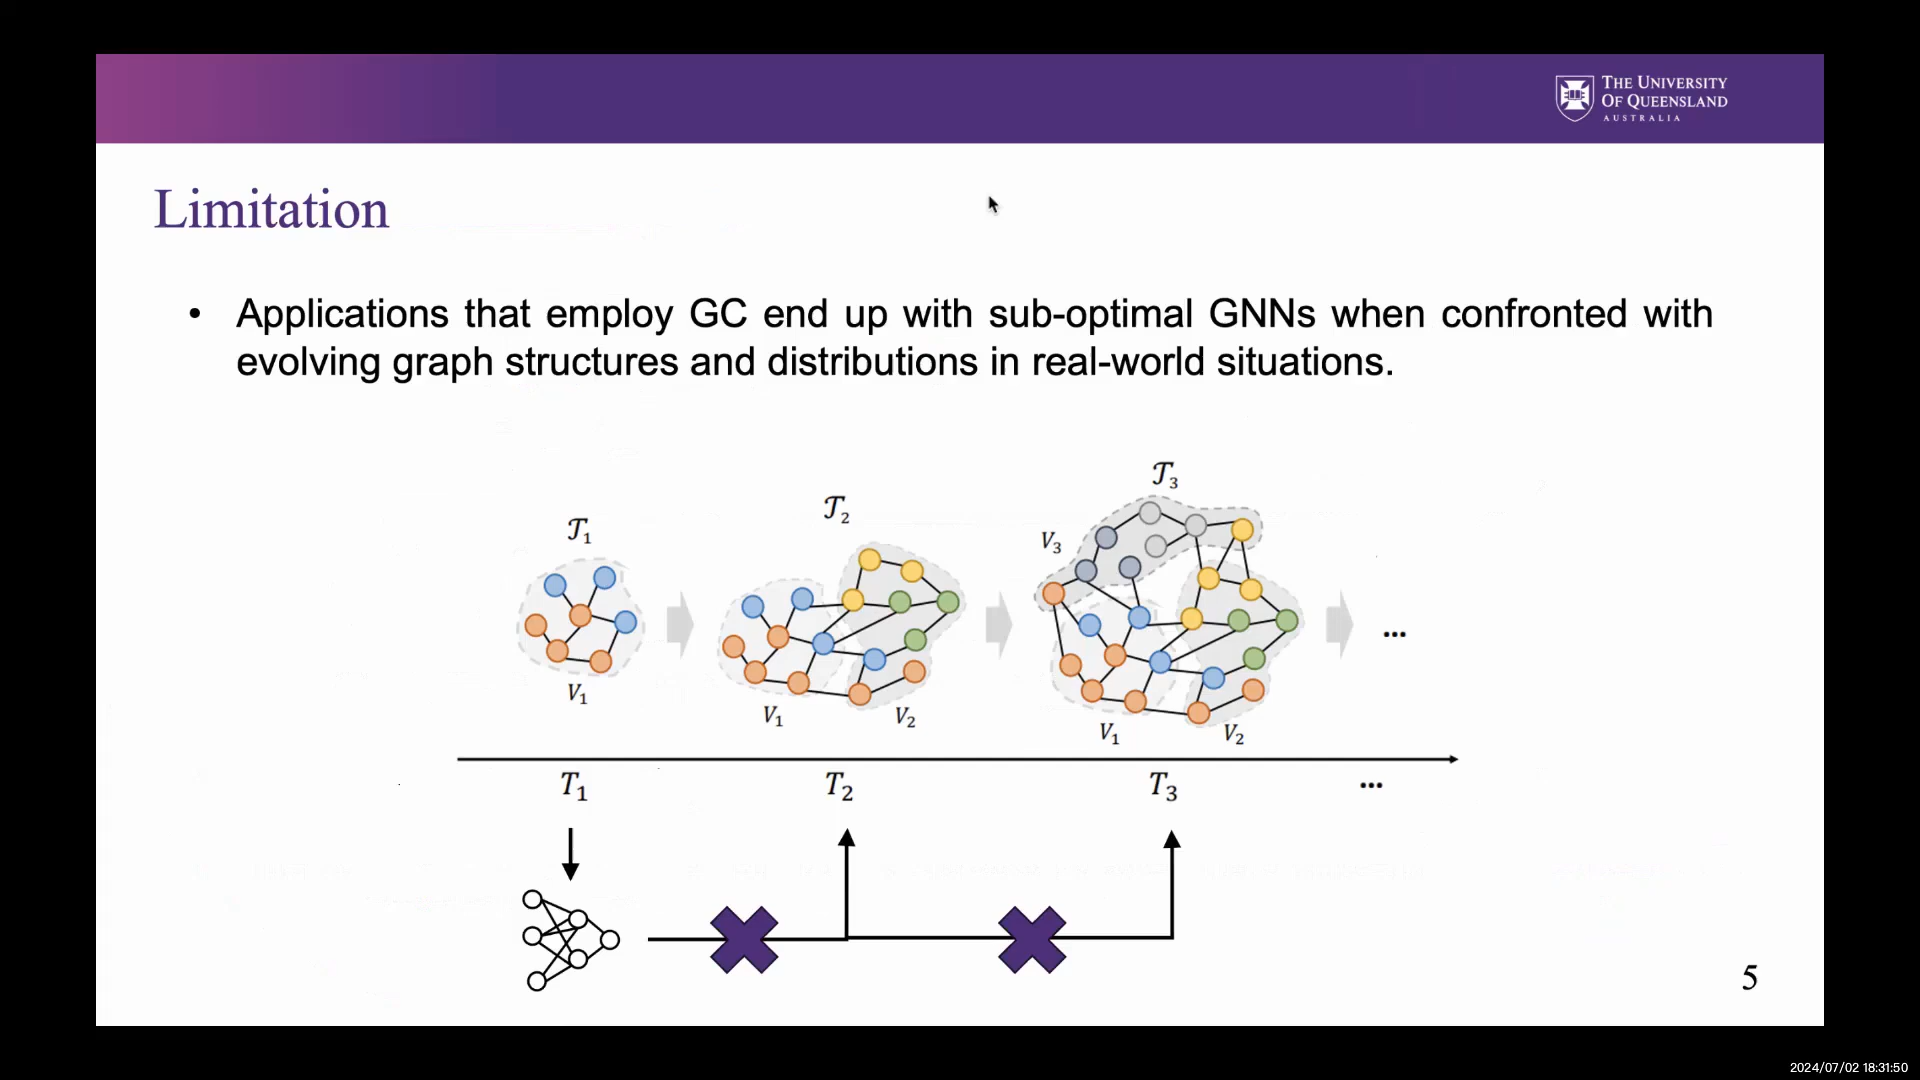 THE UNIVERSITY
OF QUEENSLAND
AUSTRALIA
Limitation
• Applications that employ GC end up with sub-optimal GNNs when confronted with
evolving graph structures and distributions in real-world situations.
𝒯₃
𝒯₂
𝒯₁
V₃
...
V₁
V₁
V₂
V₁
V₂
T₁
T₂
T₃
...
5
2024/07/02 18:31:50